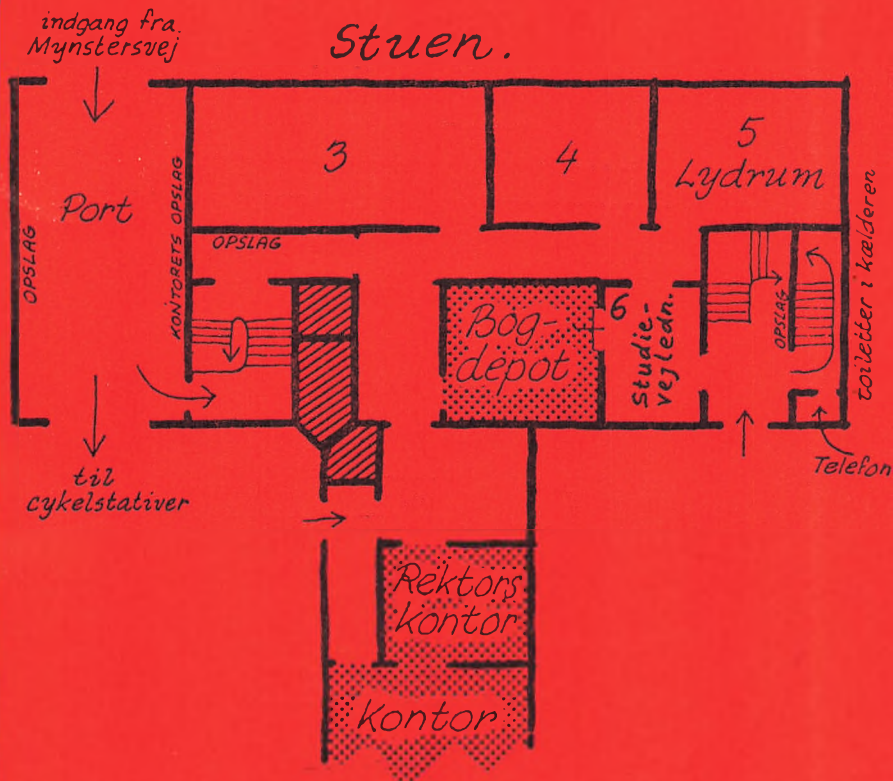 indgang fra
Mynstersvej
Stuen.
3
4
5
Lydrum
Port
OPSLAG
KONTORETS OPSLAG
OPSLAG
Bog-
depot
6
Studie-
vejledn.
OPSLAG
toiletter i kælderen
Telefon
til
cykelstativer
Rektors
kontor
Kontor